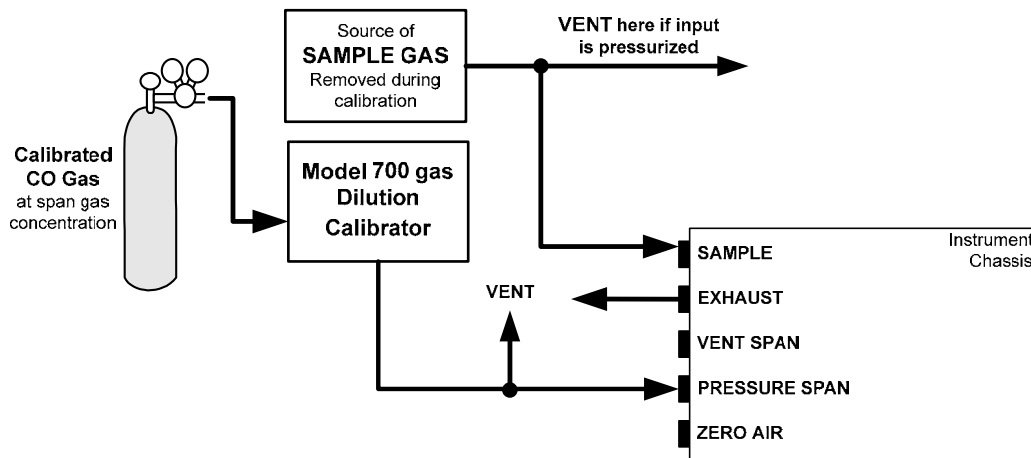 Source of
SAMPLE GAS
Removed during
calibration
VENT here if input
is pressurized
Calibrated
CO Gas
at span gas
concentration
Model 700 gas
Dilution
Calibrator
VENT
Instrument
Chassis
SAMPLE
EXHAUST
VENT SPAN
PRESSURE SPAN
ZERO AIR